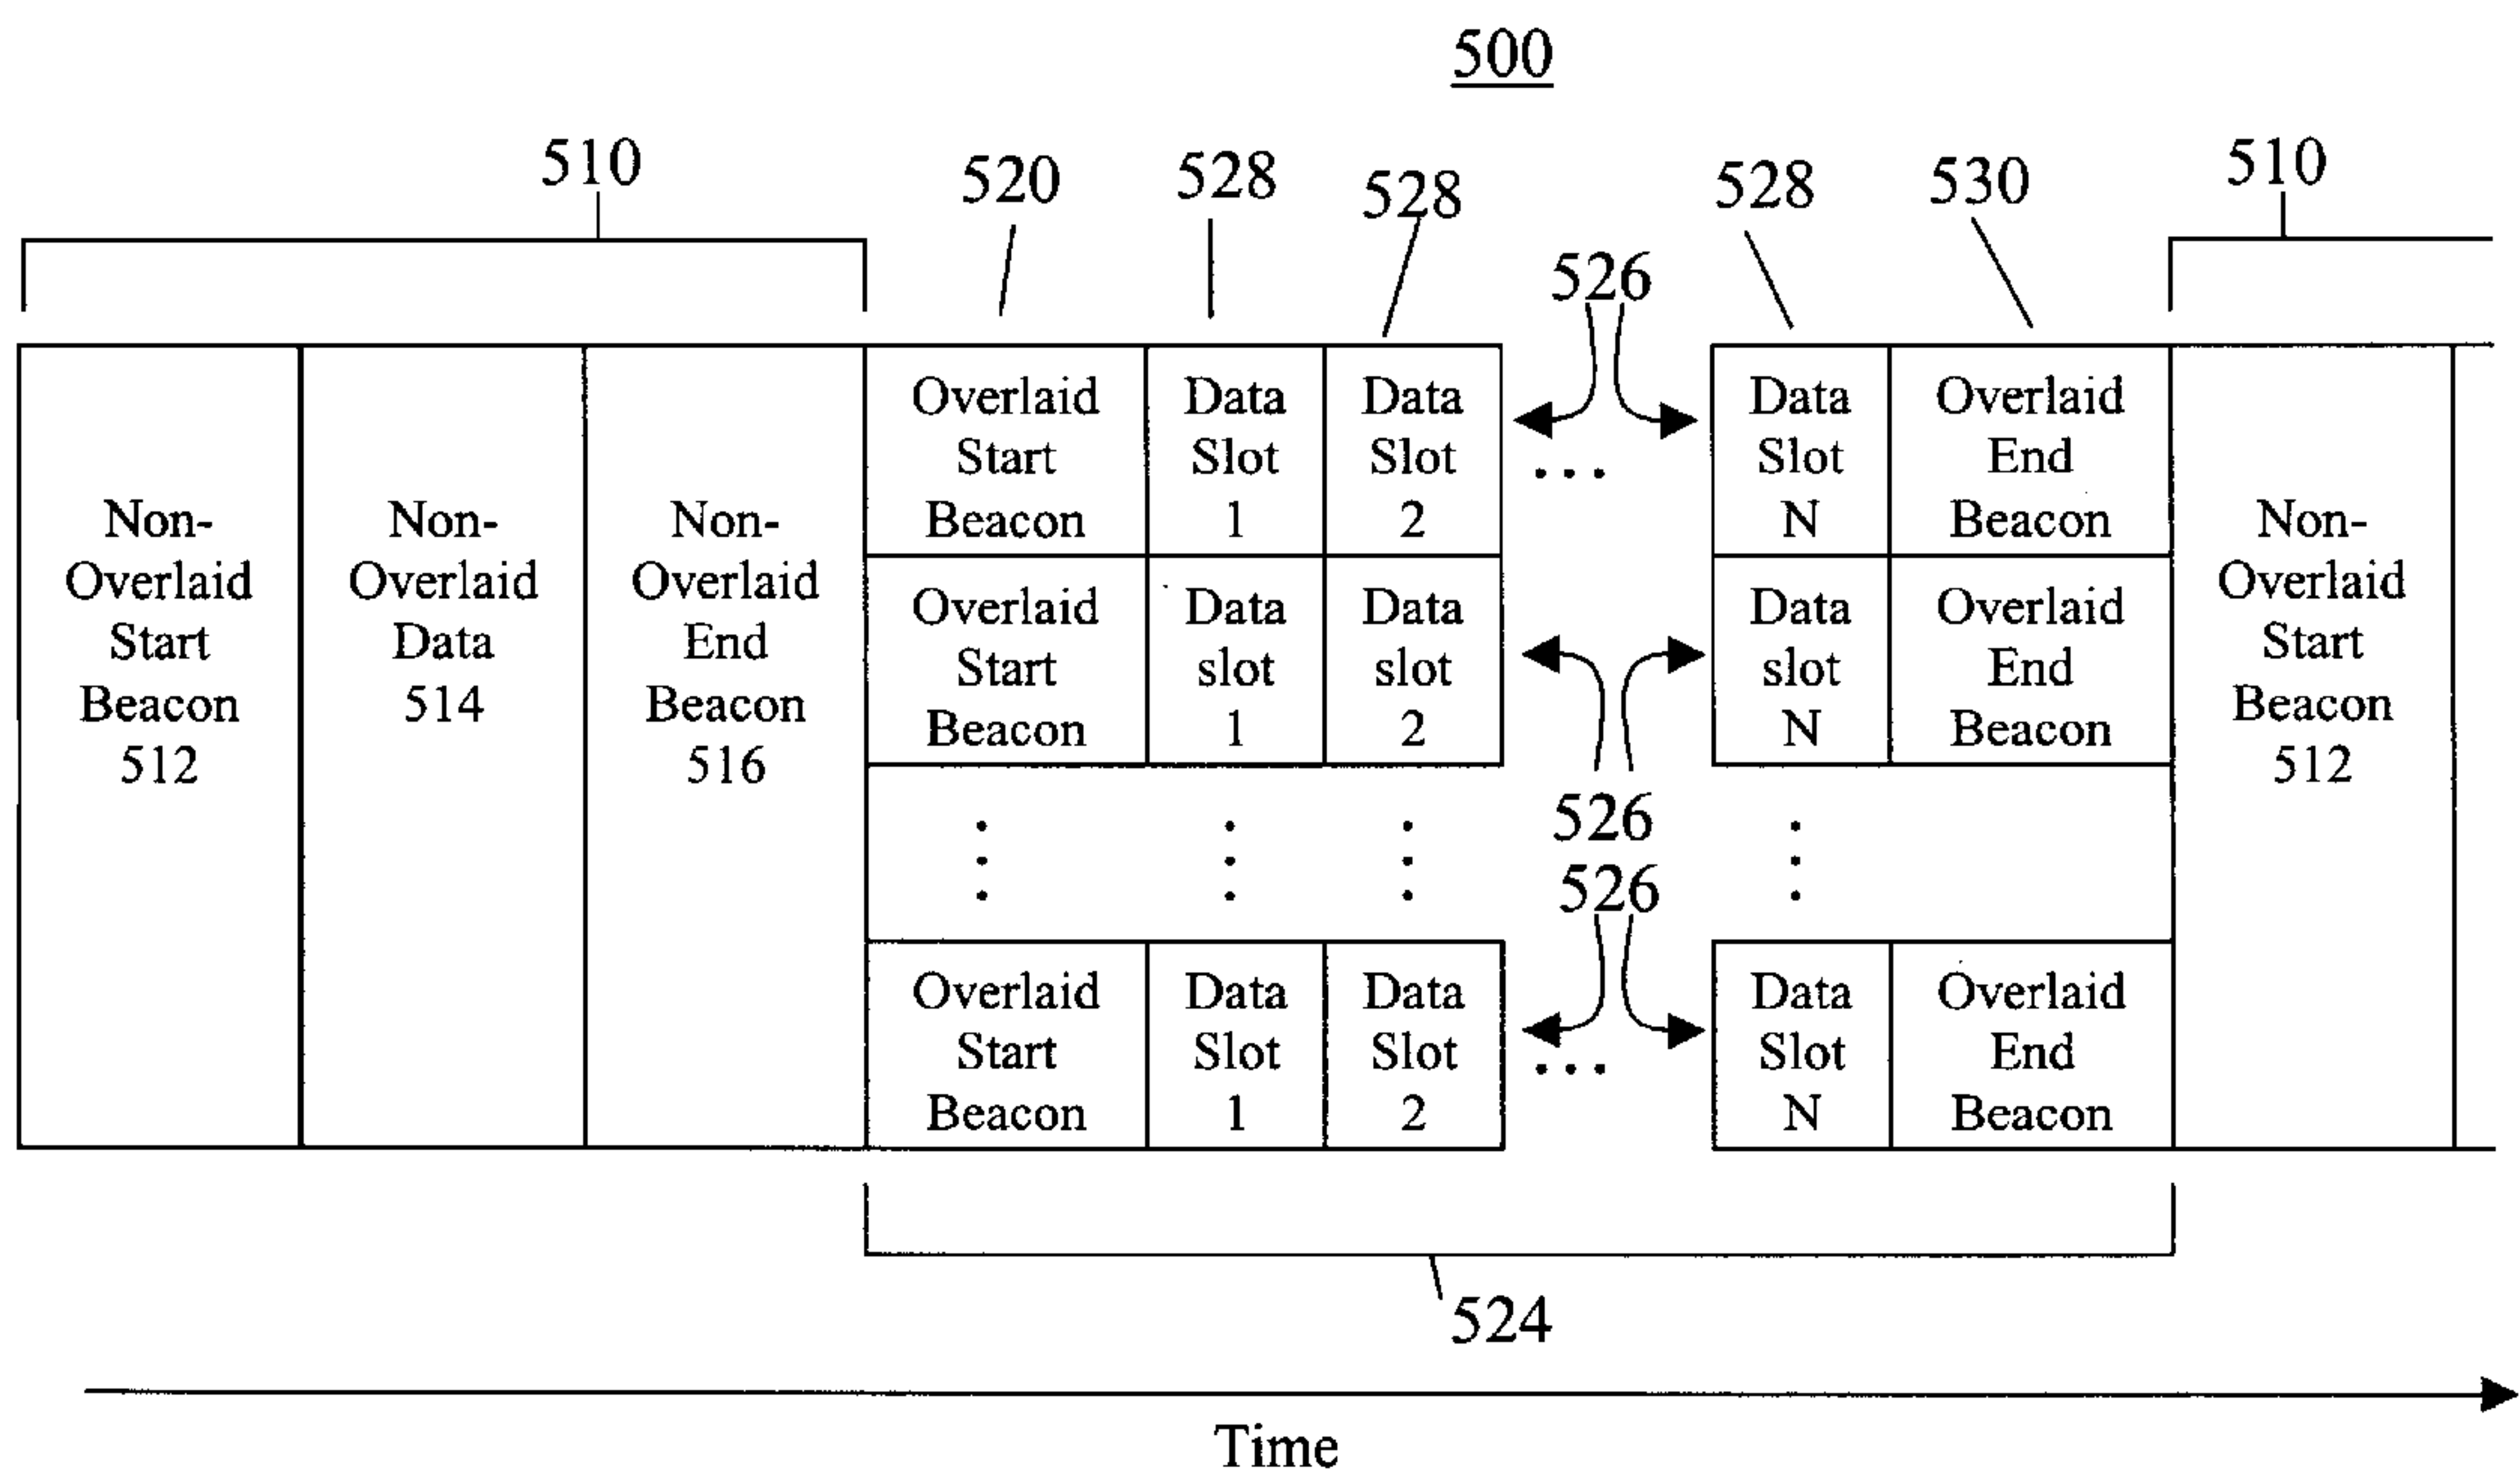 500
510
520
528
528
526
528
530
510
Non-
Overlaid
Start
Beacon
512
Non-
Overlaid
Data
514
Non-
Overlaid
End
Beacon
516
Overlaid
Start
Beacon
Data
Slot
1
Data
Slot
2
...
Data
Slot
N
Overlaid
End
Beacon
Overlaid
Start
Beacon
Data
slot
1
Data
slot
2
Data
slot
N
Overlaid
End
Beacon
526
526
Overlaid
Start
Beacon
Data
Slot
1
Data
Slot
2
...
Data
Slot
N
Overlaid
End
Beacon
Non-
Overlaid
Start
Beacon
512
524
Time